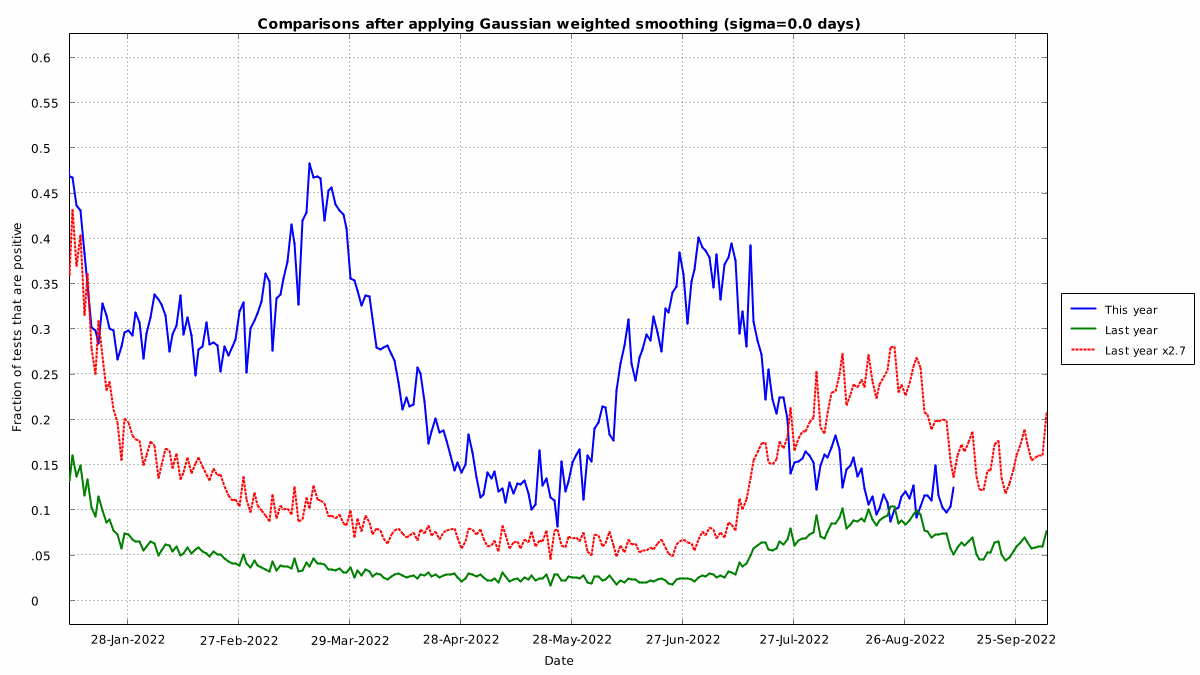 Comparisons after applying Gaussian weighted smoothing (sigma=0.0 days)
Fraction of tests that are positive
0.6
0.55
0.5
0.45
0.4
0.35
0.3
0.25
0.2
0.15
0.1
.05
0
28-Jan-2022
27-Feb-2022
29-Mar-2022
28-Apr-2022
28-May-2022
27-Jun-2022
27-Jul-2022
26-Aug-2022
25-Sep-2022
Date
This year
Last year
Last year x2.7